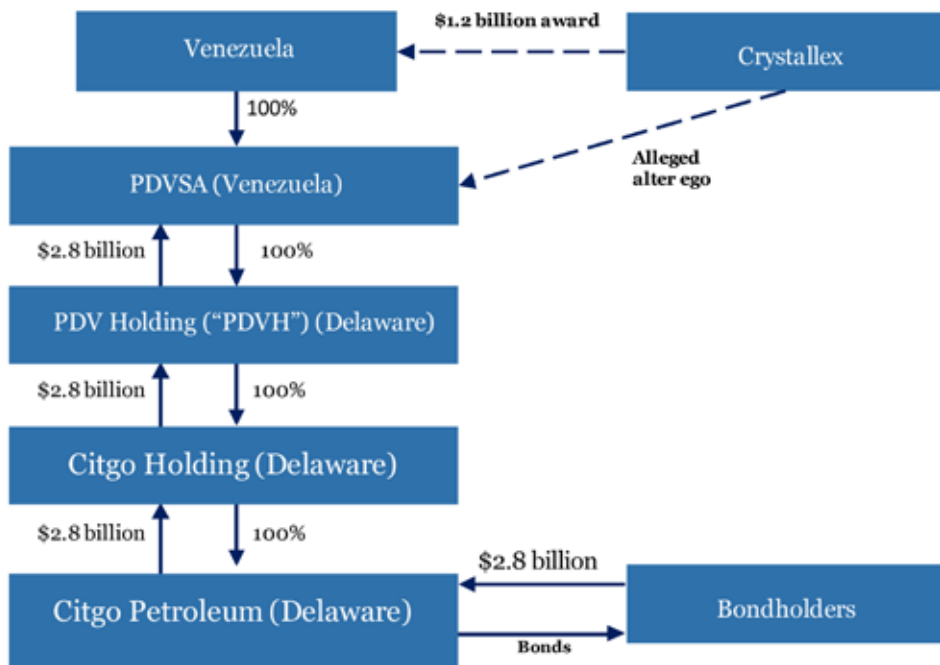 $1.2 billion award
Venezuela
Crystallex
100%
Alleged
alter ego
PDVSA (Venezuela)
$2.8 billion
100%
PDV Holding (“PDVH”) (Delaware)
$2.8 billion
100%
Citgo Holding (Delaware)
$2.8 billion
100%
$2.8 billion
Citgo Petroleum (Delaware)
Bondholders
Bonds